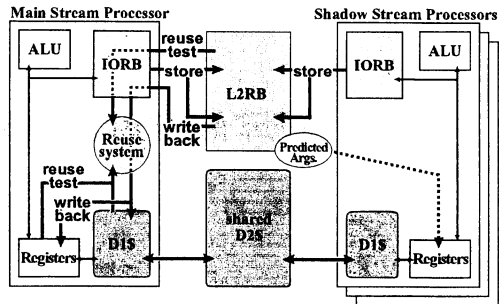 Main Stream Processor
Shadow Stream Processors
ALU
IORB
reuse
test
store
L2RB
store
IORB
ALU
write
back
Reuse
system
Predicted
Args.
reuse
test
write
back
Registers
D1$
shared
D2$
D1$
Registers